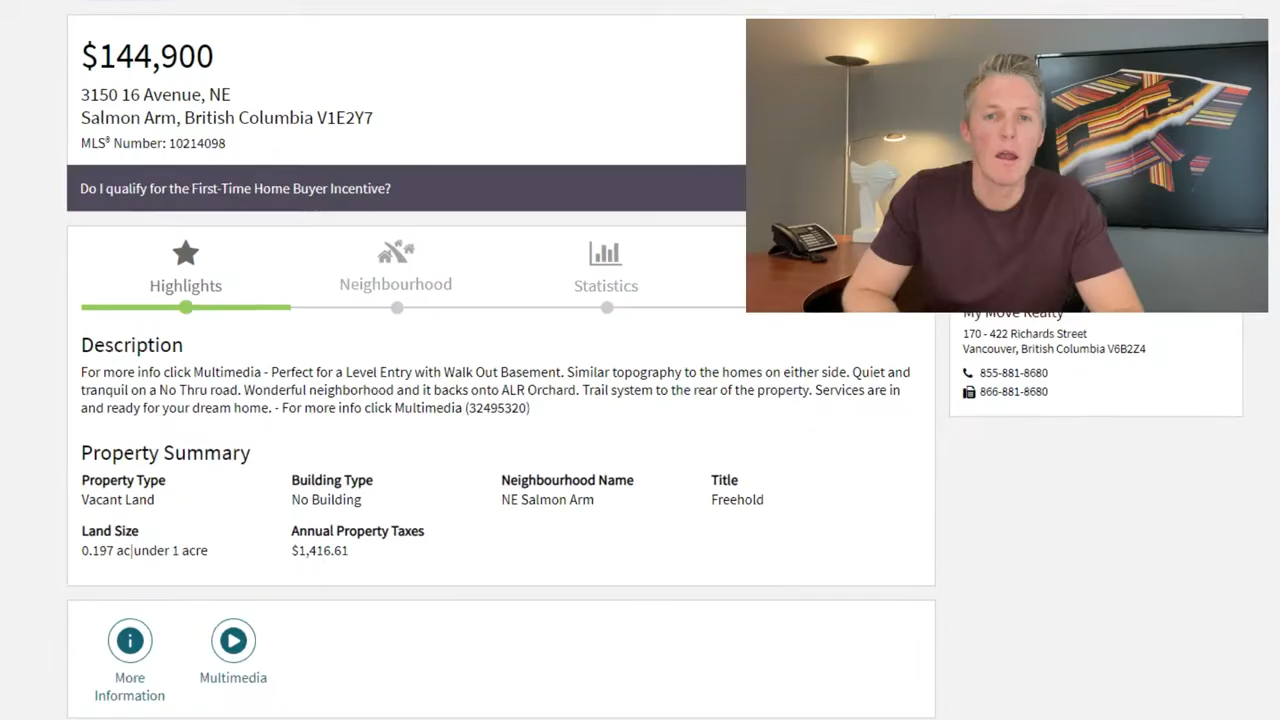 $144,900
3150 16 Avenue, NE
Salmon Arm, British Columbia V1E2Y7
MLS® Number: 10214098
Do I qualify for the First-Time Home Buyer Incentive?
Highlights
Neighbourhood
Statistics
My Move Realty
170 - 422 Richards Street
Vancouver, British Columbia V6B2Z4
855-881-8680
866-881-8680
Description
For more info click Multimedia - Perfect for a Level Entry with Walk Out Basement. Similar topography to the homes on either side. Quiet and
tranquil on a No Thru road. Wonderful neighborhood and it backs onto ALR Orchard. Trail system to the rear of the property. Services are in
and ready for your dream home. - For more info click Multimedia (32495320)
Property Summary
Property Type
Vacant Land
Building Type
No Building
Neighbourhood Name
NE Salmon Arm
Title
Freehold
Land Size
0.197 ac|under 1 acre
Annual Property Taxes
$1,416.61
More
Information
Multimedia